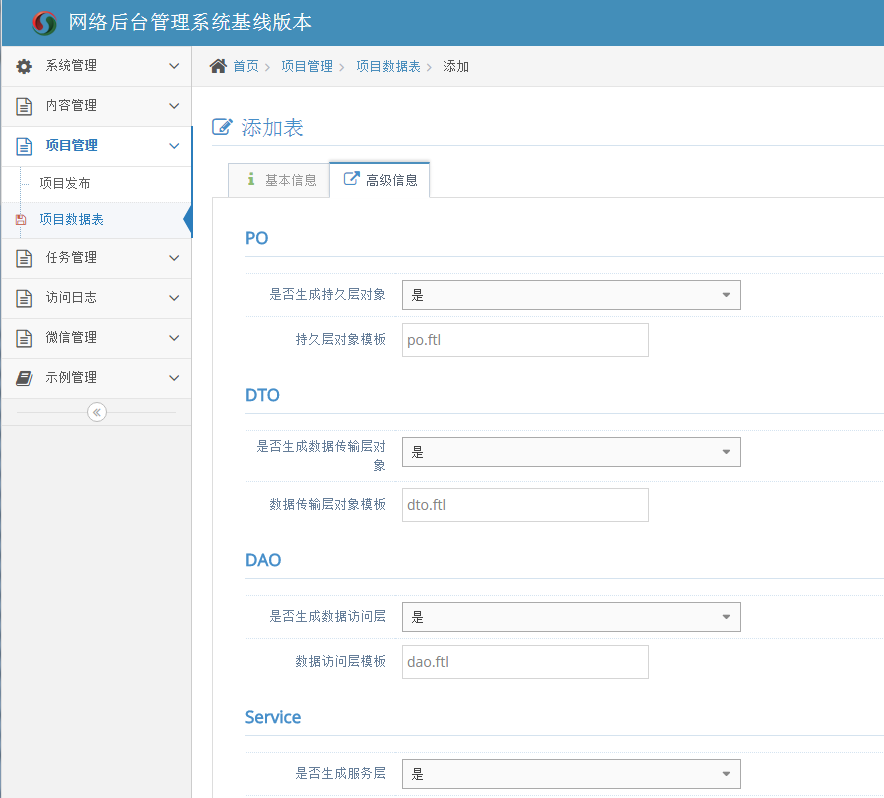 网络后台管理系统基线版本
系统管理
内容管理
项目管理
项目发布
项目数据表
任务管理
访问日志
微信管理
示例管理
首页 项目管理 项目数据表 添加
添加表
基本信息 高级信息
PO
是否生成持久层对象 是
持久层对象模板 po.ftl
DTO
是否生成数据传输层对
象
是
数据传输层对象模板 dto.ftl
DAO
是否生成数据访问层 是
数据访问层模板 dao.ftl
Service
是否生成服务层 是